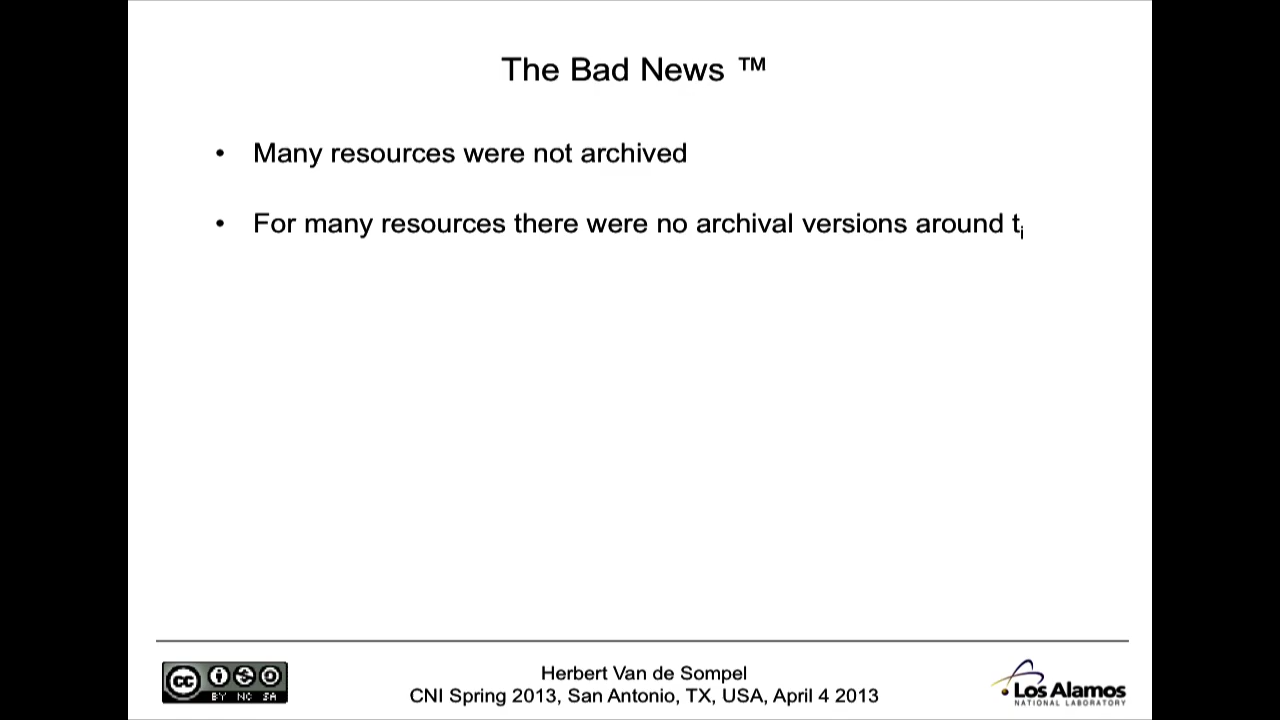 The Bad News ™
• Many resources were not archived
• For many resources there were no archival versions around ti
Herbert Van de Sompel
CNI Spring 2013, San Antonio, TX, USA, April 4 2013
cc
BY NC SA
Los Alamos
NATIONAL LABORATORY